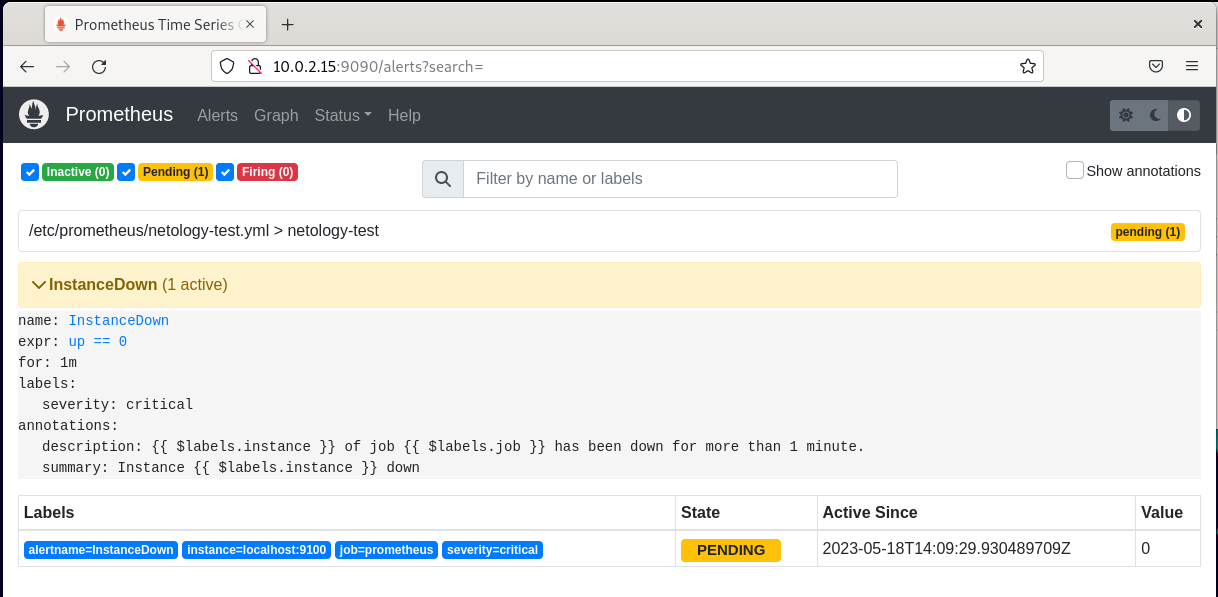 Prometheus Time Series
10.0.2.15:9090/alerts?search=
Prometheus Alerts Graph Status Help
Inactive (0) Pending (1) Firing (0) Filter by name or labels Show annotations
/etc/prometheus/netology-test.yml > netology-test pending (1)
InstanceDown (1 active)
name: InstanceDown
expr: up == 0
for: 1m
labels:
severity: critical
annotations:
description: {{ $labels.instance }} of job {{ $labels.job }} has been down for more than 1 minute.
summary: Instance {{ $labels.instance }} down
Labels State Active Since Value
alertname=InstanceDown instance=localhost:9100 job=prometheus severity=critical PENDING 2023-05-18T14:09:29.930489709Z 0